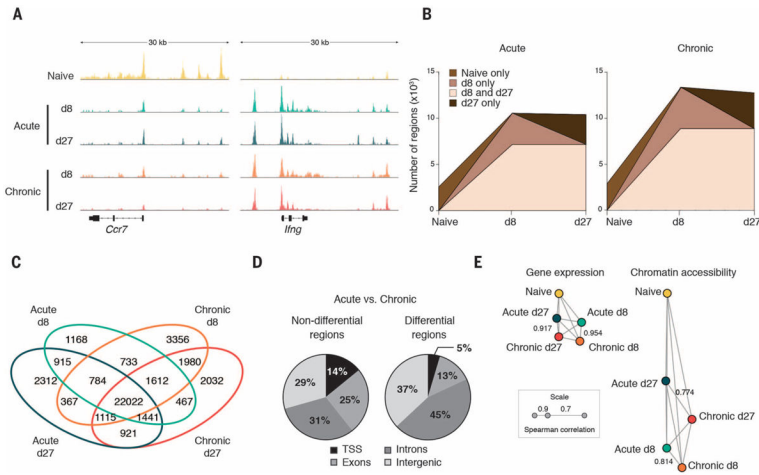 A
30 kb
30 kb
Naive
Acute
d8
d27
Chronic
d8
d27
Ccr7
Ifng
B
Acute
Chronic
Number of regions (x10³)
15
10
5
0
Naive only
d8 only
d8 and d27
d27 only
15
10
5
0
Naive
d8
d27
Naive
d8
d27
C
Acute
d8
Chronic
d8
1168
3356
915
733
1980
2312
784
1612
2032
367
22022
467
1115
1441
921
Acute
d27
Chronic
d27
D
Acute vs. Chronic
Non-differential
regions
Differential
regions
14%
25%
31%
29%
5%
13%
45%
37%
TSS
Exons
Introns
Intergenic
E
Gene expression
Chromatin accessibility
Naive
Acute d27
Acute d8
0.917
0.954
Chronic d27
Chronic d8
Scale
0.9
0.7
Spearman correlation
Naive
Acute d27
0.774
Chronic d27
Acute d8
0.814
Chronic d8